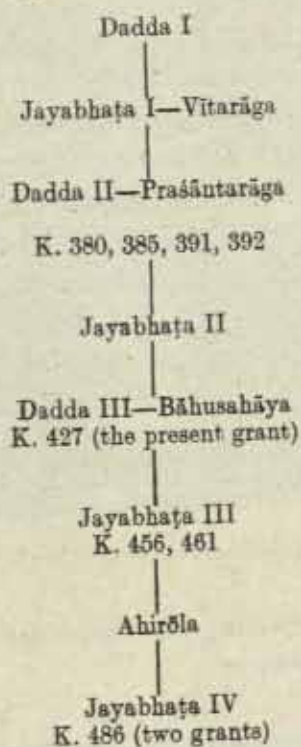 Dadda I
Jayabhaṭa I—Vītarāga
Dadda II—Praśāntarāga
K. 380, 385, 391, 392
Jayabhaṭa II
Dadda III—Bāhusahāya
K. 427 (the present grant)
Jayabhaṭa III
K. 456, 461
Ahirōla
Jayabhaṭa IV
K. 486 (two grants)